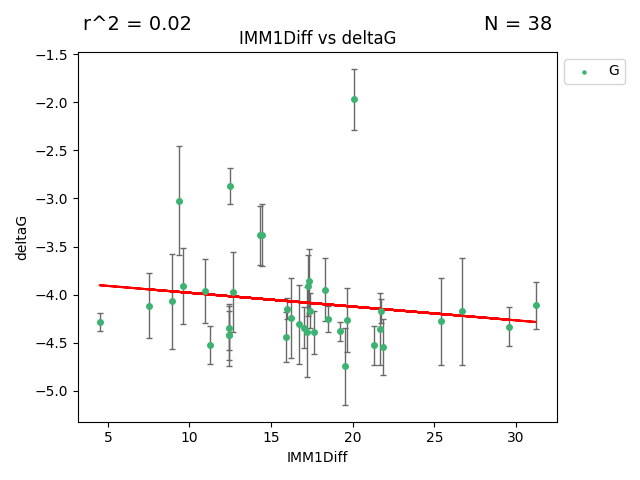 r^2 = 0.02
N = 38
IMM1Diff vs deltaG
G
−1.5
−2.0
−2.5
−3.0
−3.5
−4.0
−4.5
−5.0
deltaG
5 10 15 20 25 30
IMM1Diff